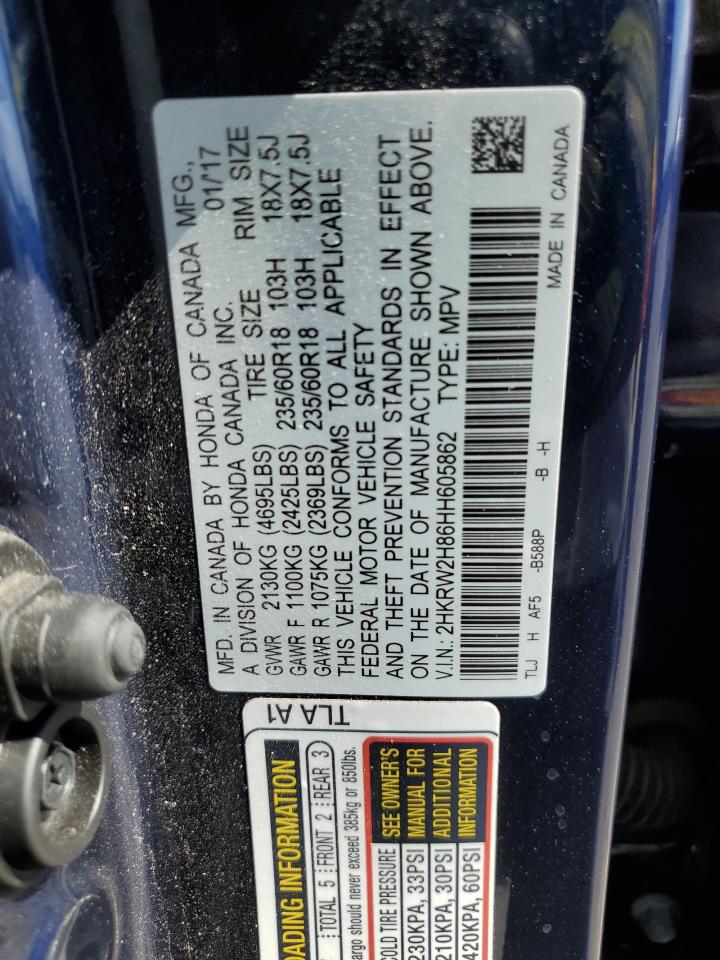 MFD. IN CANADA BY HONDA OF CANADA MFG.,
A DIVISION OF HONDA CANADA INC. 01/17
GVWR 2130KG (4695LBS) TIRE SIZE RIM SIZE
GAWR F 1100KG (2425LBS) 235/60R18 103H 18X7.5J
GAWR R 1075KG (2369LBS) 235/60R18 103H 18X7.5J
THIS VEHICLE CONFORMS TO ALL APPLICABLE
FEDERAL MOTOR VEHICLE SAFETY
AND THEFT PREVENTION STANDARDS IN EFFECT
ON THE DATE OF MANUFACTURE SHOWN ABOVE.
V.I.N.: 2HKRW2H86HH605862 TYPE: MPV
TLJ H AF5 -B588P -B -H MADE IN CANADA
TLA A1
LOADING INFORMATION
TOTAL 5 FRONT 2 REAR 3
cargo should never exceed 385kg or 850lbs.
COLD TIRE PRESSURE SEE OWNER'S
230KPA, 33PSI MANUAL FOR
210KPA, 30PSI ADDITIONAL
420KPA, 60PSI INFORMATION